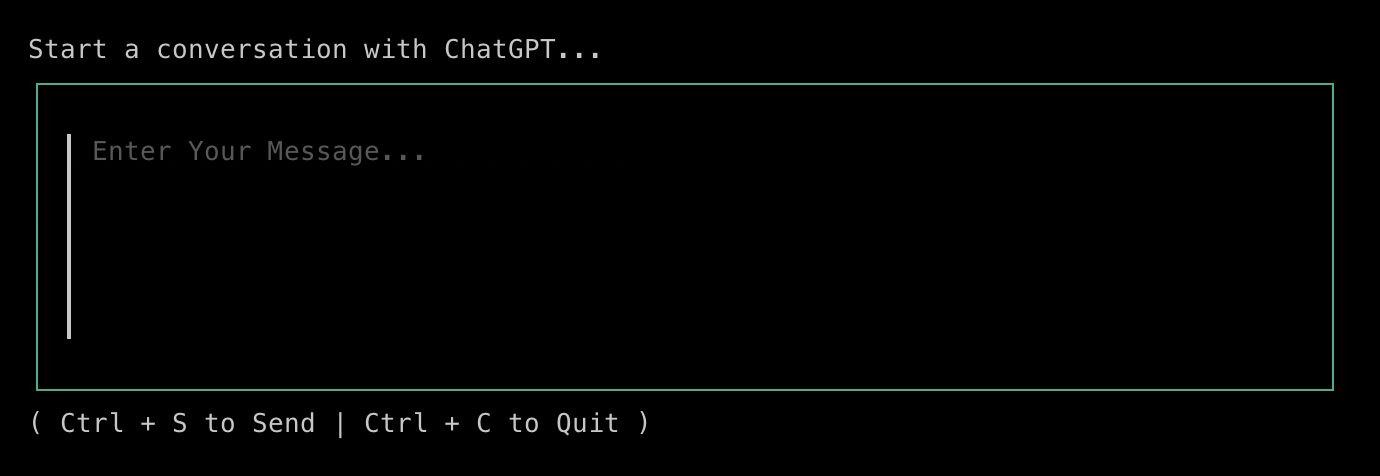 Start a conversation with ChatGPT...
Enter Your Message...
( Ctrl + S to Send | Ctrl + C to Quit )